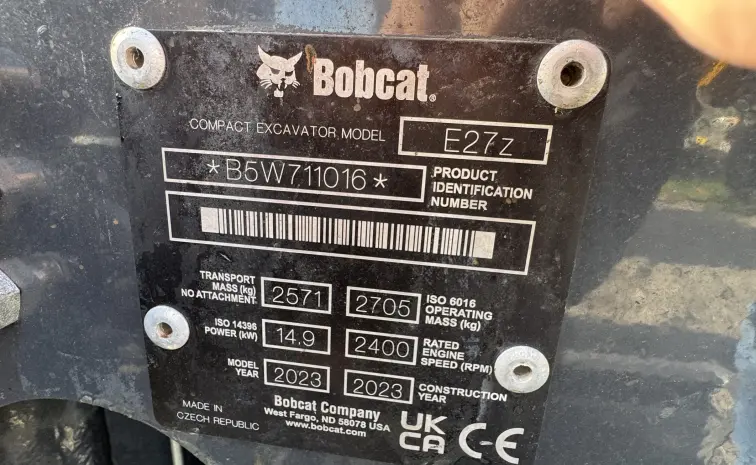 Bobcat®
COMPACT EXCAVATOR MODEL E27z
*B5W711016* PRODUCT IDENTIFICATION NUMBER
TRANSPORT MASS (kg) NO ATTACHMENT 2571 2705 ISO 6016 OPERATING MASS (kg)
ISO 14396 POWER (kW) 14.9 2400 RATED ENGINE SPEED (RPM)
MODEL YEAR 2023 2023 CONSTRUCTION YEAR
MADE IN CZECH REPUBLIC
Bobcat Company
West Fargo, ND 58078 USA
www.bobcat.com
UK
CA CE